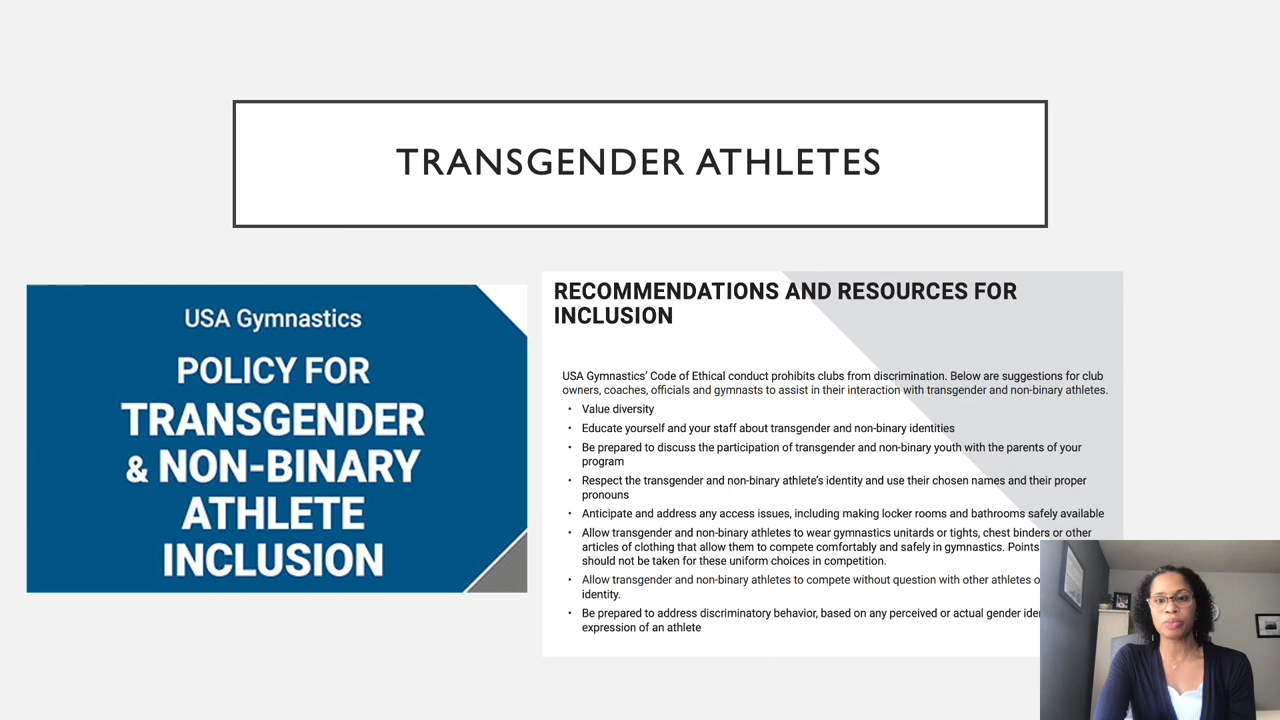 TRANSGENDER ATHLETES
USA Gymnastics
POLICY FOR
TRANSGENDER
& NON-BINARY
ATHLETE
INCLUSION
RECOMMENDATIONS AND RESOURCES FOR
INCLUSION
USA Gymnastics’ Code of Ethical conduct prohibits clubs from discrimination. Below are suggestions for club
owners, coaches, officials and gymnasts to assist in their interaction with transgender and non-binary athletes.
• Value diversity
• Educate yourself and your staff about transgender and non-binary identities
• Be prepared to discuss the participation of transgender and non-binary youth with the parents of your
program
• Respect the transgender and non-binary athlete’s identity and use their chosen names and their proper
pronouns
• Anticipate and address any access issues, including making locker rooms and bathrooms safely available
• Allow transgender and non-binary athletes to wear gymnastics unitards or tights, chest binders or other
articles of clothing that allow them to compete comfortably and safely in gymnastics. Points
should not be taken for these uniform choices in competition.
• Allow transgender and non-binary athletes to compete without question with other athletes
identity.
• Be prepared to address discriminatory behavior, based on any perceived or actual gender
expression of an athlete